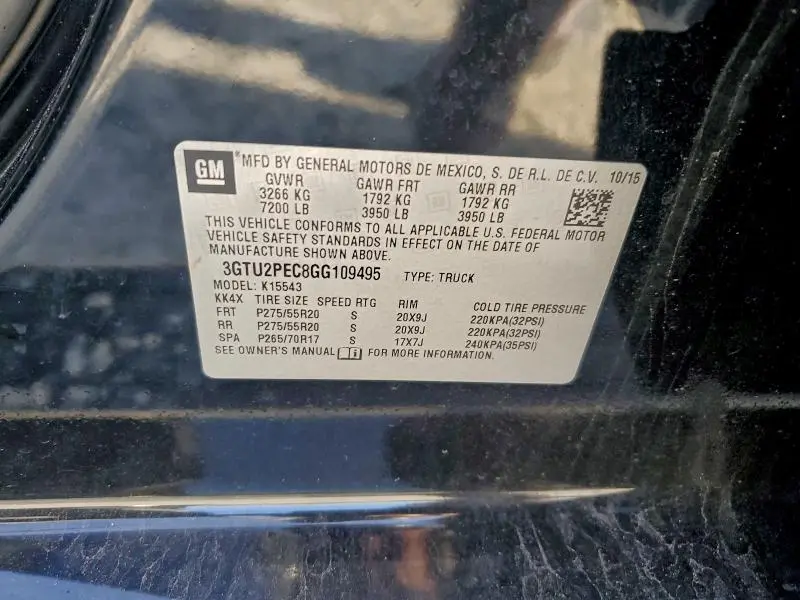 GM MFD BY GENERAL MOTORS DE MEXICO, S. DE R.L. DE C.V. 10/15
GVWR GAWR FRT GAWR RR
3266 KG 1792 KG 1792 KG
7200 LB 3950 LB 3950 LB
THIS VEHICLE CONFORMS TO ALL APPLICABLE U.S. FEDERAL MOTOR
VEHICLE SAFETY STANDARDS IN EFFECT ON THE DATE OF
MANUFACTURE SHOWN ABOVE.
3GTU2PEC8GG109495 TYPE: TRUCK
MODEL: K15543
KK4X TIRE SIZE SPEED RTG RIM COLD TIRE PRESSURE
FRT P275/55R20 S 20X9J 220KPA(32PSI)
RR P275/55R20 S 20X9J 220KPA(32PSI)
SPA P265/70R17 S 17X7J 240KPA(35PSI)
SEE OWNER'S MANUAL FOR MORE INFORMATION.